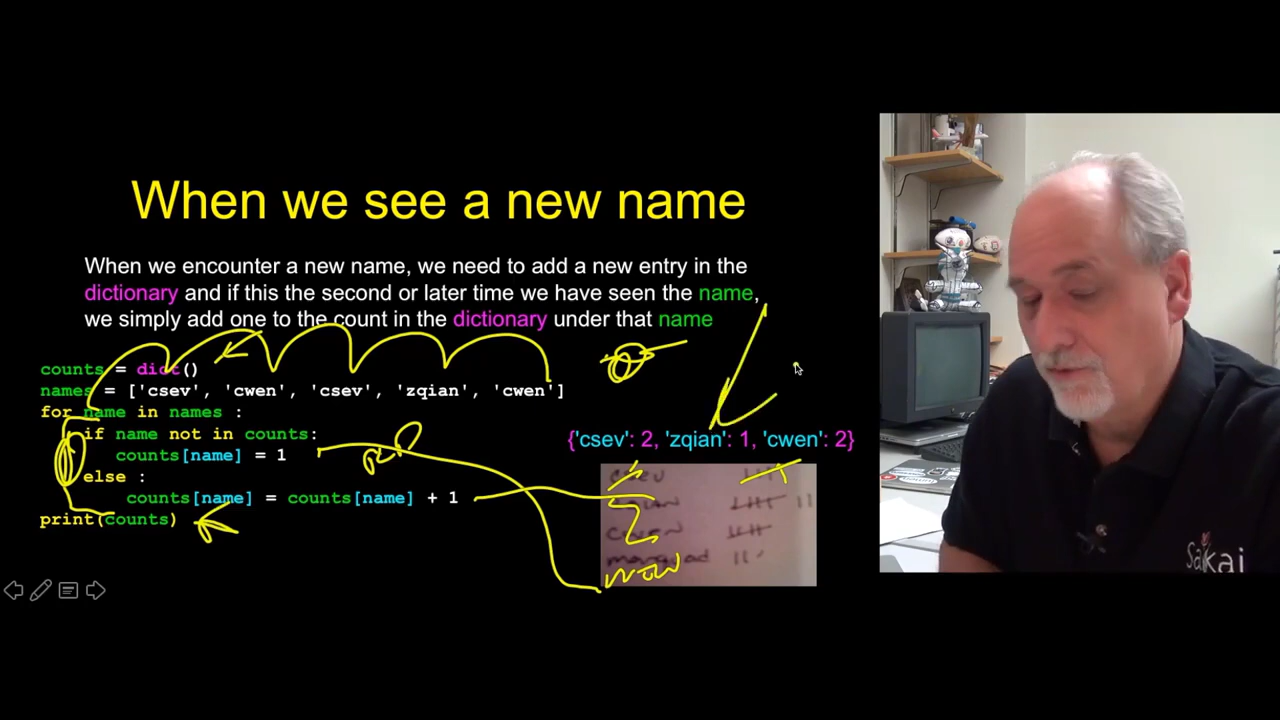 When we see a new name
When we encounter a new name, we need to add a new entry in the
dictionary and if this the second or later time we have seen the name,
we simply add one to the count in the dictionary under that name
counts = dict()
names = ['csev', 'cwen', 'csev', 'zqian', 'cwen']
for name in names :
if name not in counts:
counts[name] = 1
else :
counts[name] = counts[name] + 1
print(counts)
{'csev': 2, 'zqian': 1, 'cwen': 2}
cwen
new
Sakai